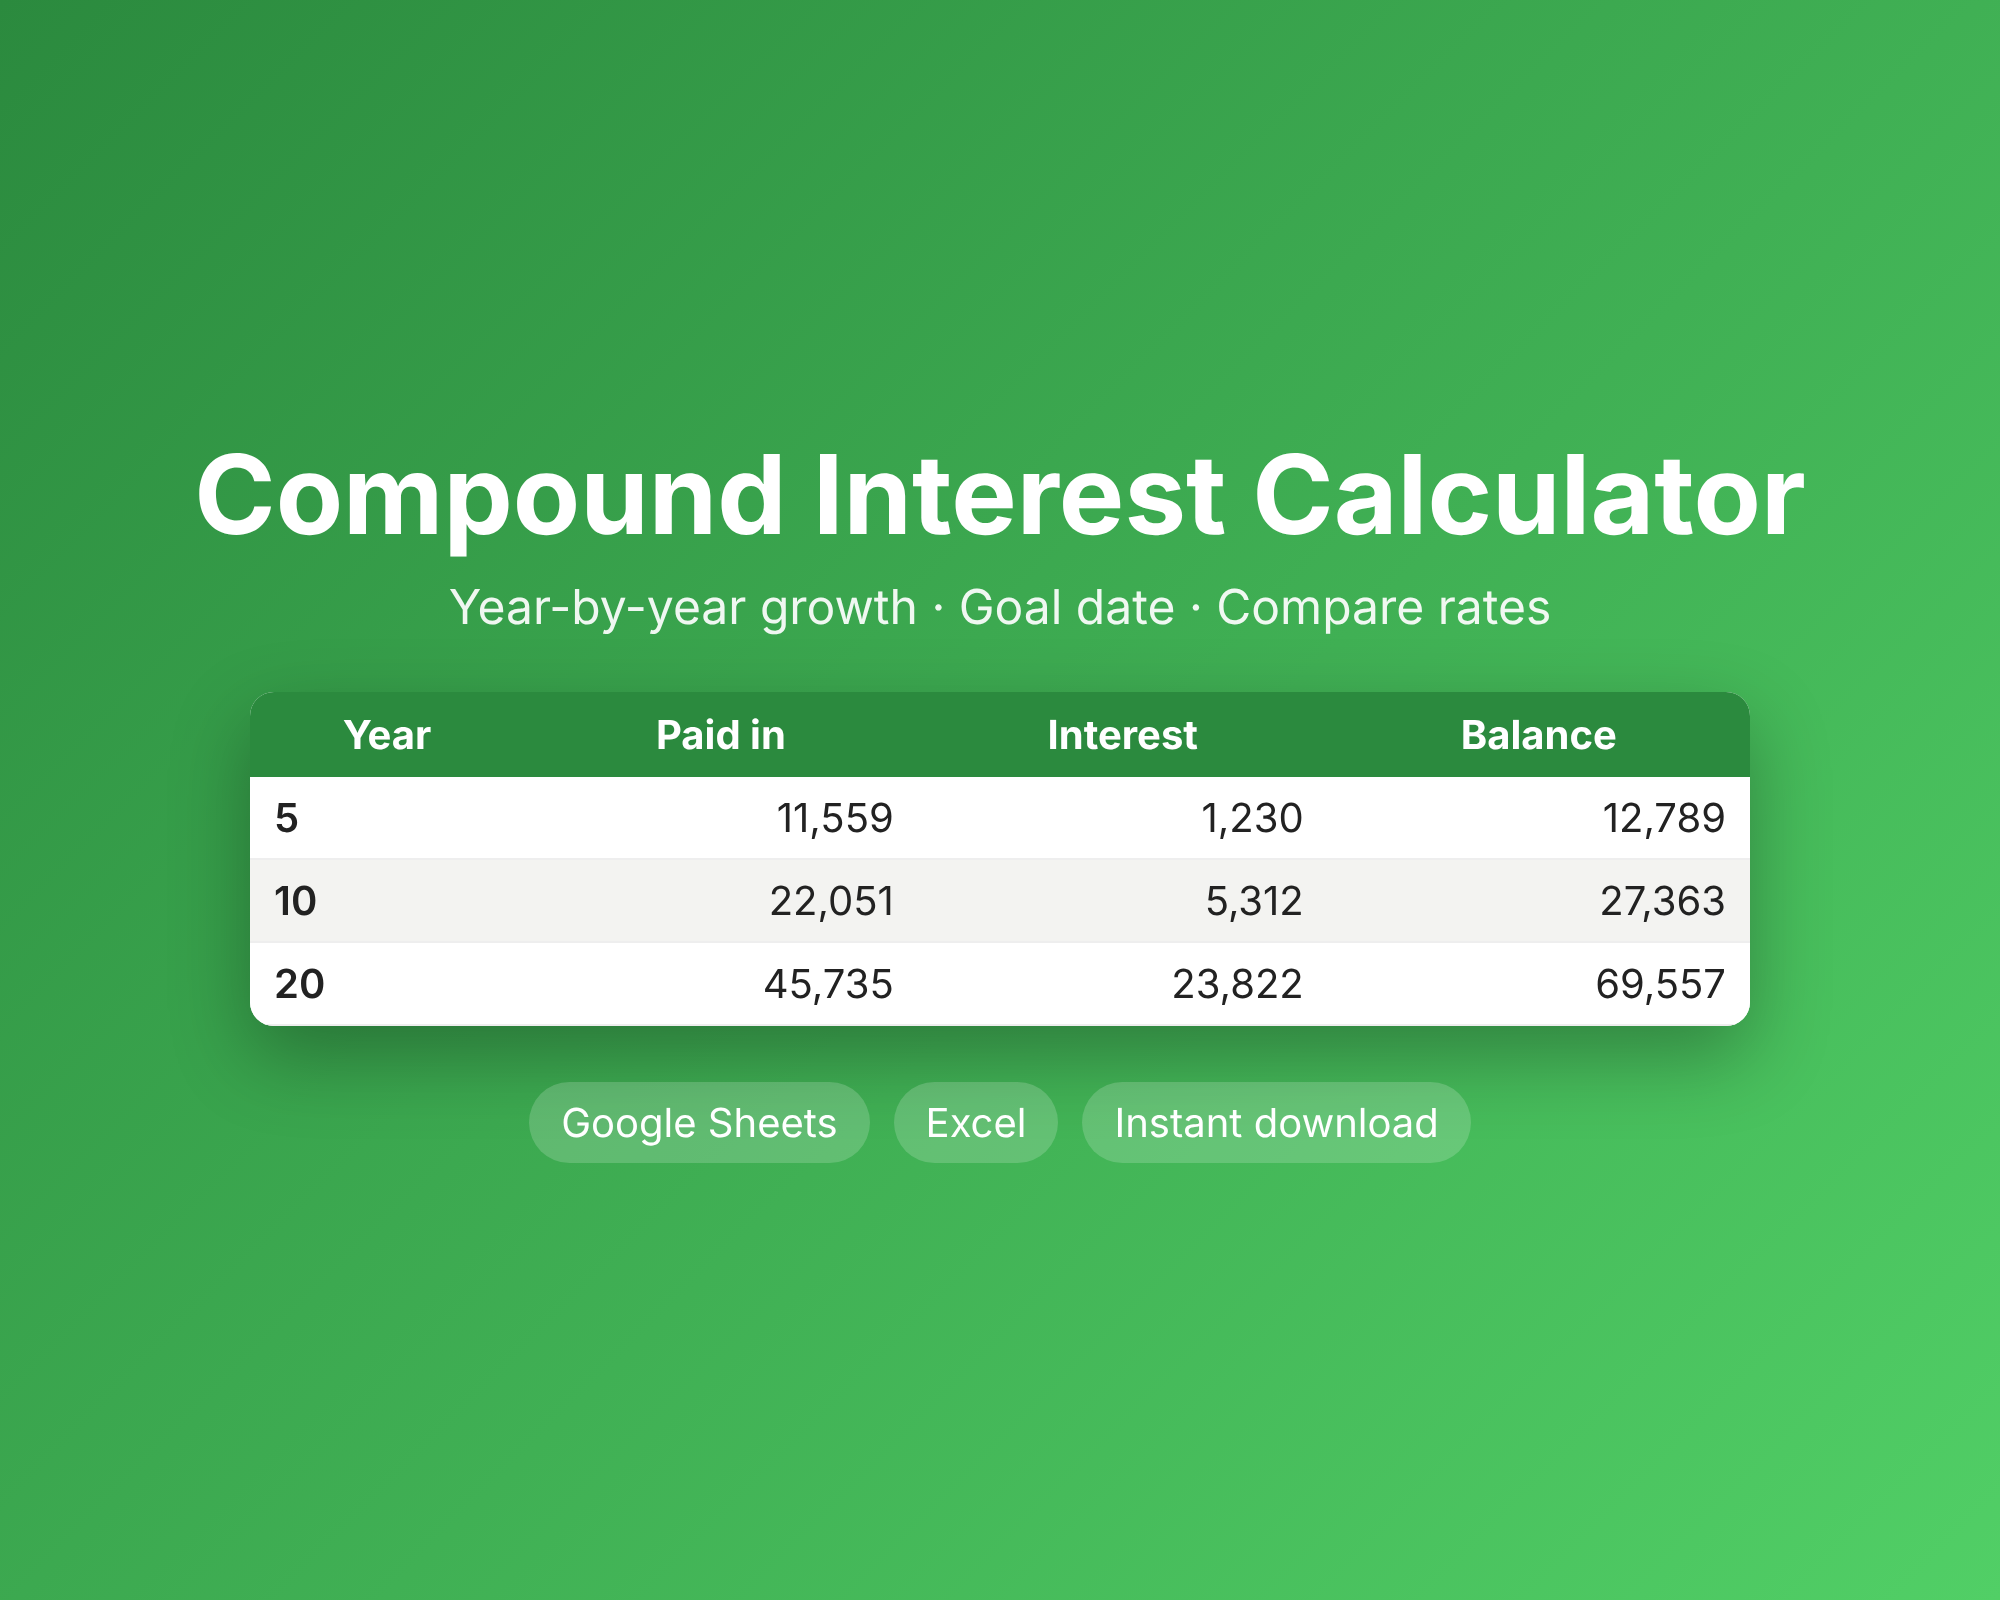 Compound Interest Calculator
Year-by-year growth · Goal date · Compare rates
Year Paid in Interest Balance
5 11,559 1,230 12,789
10 22,051 5,312 27,363
20 45,735 23,822 69,557
Google Sheets Excel Instant download